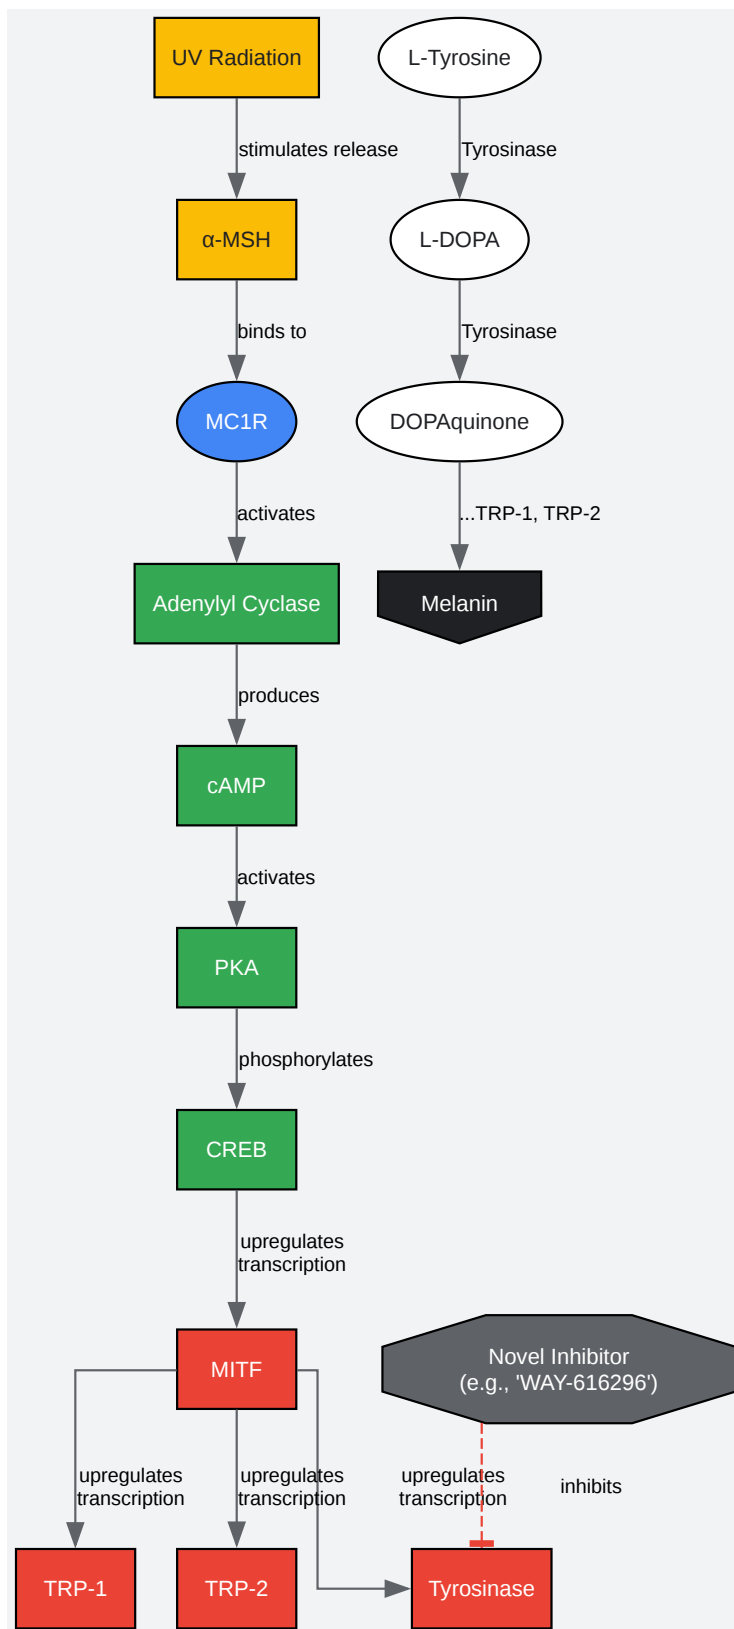 UV Radiation
L-Tyrosine
stimulates release
Tyrosinase
α-MSH
L-DOPA
binds to
Tyrosinase
MC1R
DOPAquinone
activates
...TRP-1, TRP-2
Adenylyl Cyclase
Melanin
produces
cAMP
activates
PKA
phosphorylates
CREB
upregulates
transcription
MITF
Novel Inhibitor
(e.g., 'WAY-616296')
upregulates
transcription
upregulates
transcription
upregulates
transcription
inhibits
TRP-1
TRP-2
Tyrosinase